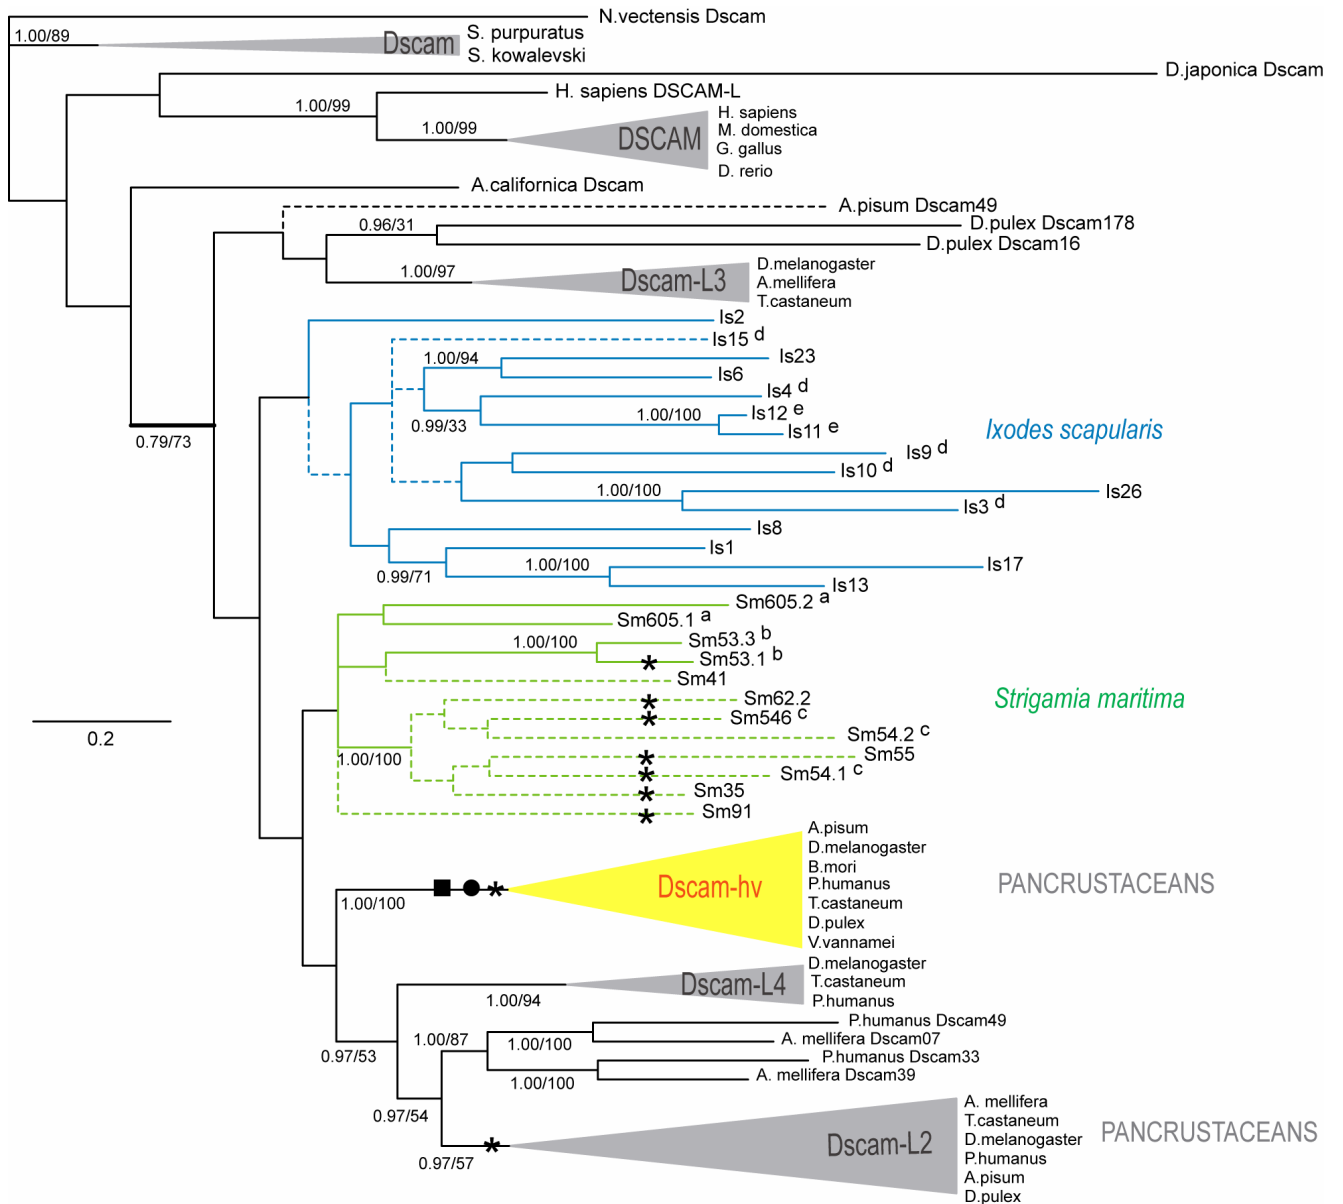 N.vectensis Dscam
1.00/89
Dscam
S. purpuratus
S. kowalevski
D.japonica Dscam
H. sapiens DSCAM-L
1.00/99
1.00/99
DSCAM
H. sapiens
M. domestica
G. gallus
D. rerio
A.californica Dscam
A.pisum Dscam49
0.96/31
D.pulex Dscam178
D.pulex Dscam16
1.00/97
Dscam-L3
D.melanogaster
A.mellifera
T.castaneum
0.79/73
Is2
Is15 d
1.00/94
Is23
Is6
Is4 d
0.99/33
1.00/100
Is12 e
Is11 e
Ixodes scapularis
Is9 d
Is10 d
1.00/100
Is26
Is3 d
Is8
Is1
0.99/71
1.00/100
Is17
Is13
Sm605.2 a
Sm605.1 a
1.00/100
Sm53.3 b
* Sm53.1 b
Sm41
Strigamia maritima
* Sm62.2
* Sm546 c
Sm54.2 c
1.00/100
* Sm55
* Sm54.1 c
* Sm35
* Sm91
0.2
1.00/100
*
Dscam-hv
A.pisum
D.melanogaster
B.mori
P.humanus
T.castaneum
D.pulex
V.vannamei
PANCRUSTACEANS
1.00/94
Dscam-L4
D.melanogaster
T.castaneum
P.humanus
0.97/53
1.00/87
P.humanus Dscam49
1.00/100
A. mellifera Dscam07
P.humanus Dscam33
1.00/100
A. mellifera Dscam39
0.97/54
0.97/57
*
Dscam-L2
A. mellifera
T.castaneum
D.melanogaster
P.humanus
A.pisum
D.pulex
PANCRUSTACEANS